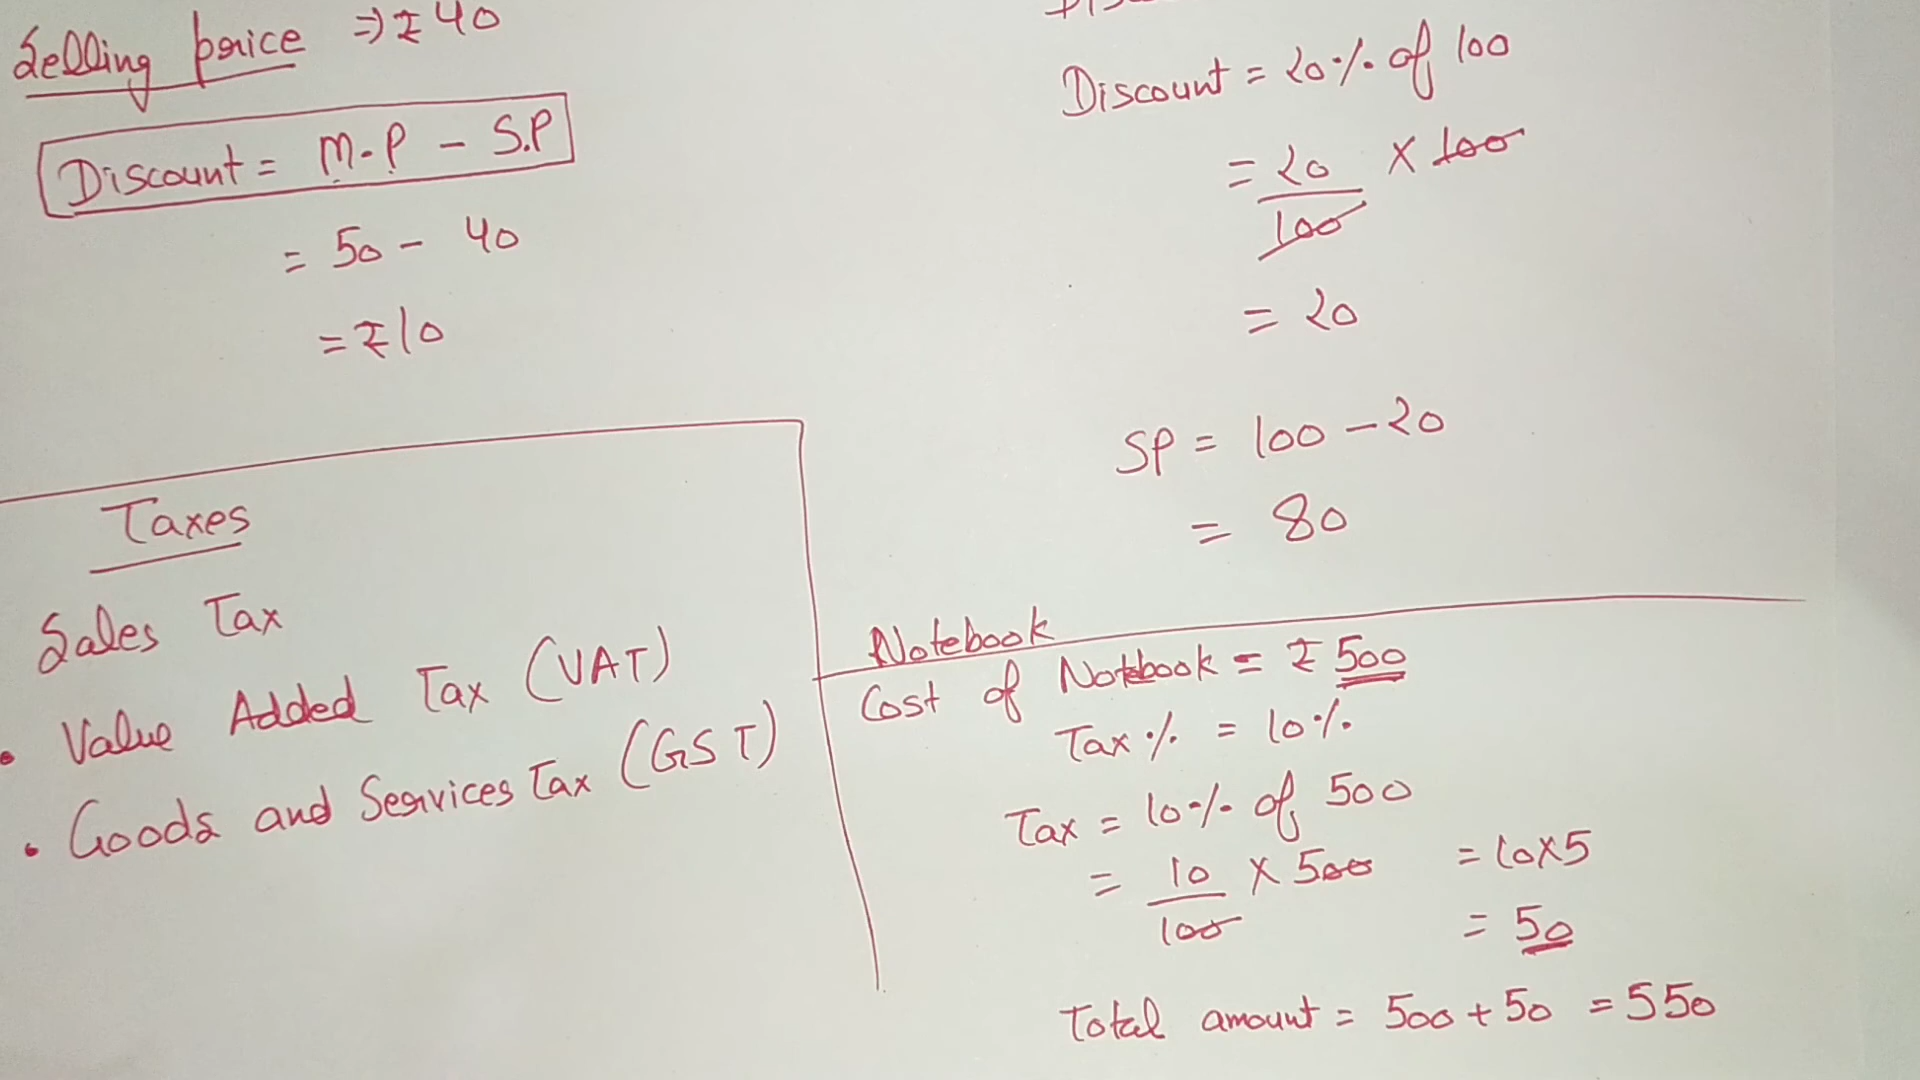 Selling price => ₹40
Discount = M.P - S.P
= 50 - 40
= ₹10
Discount = 20% of 100
= 20/100 × 100
= 20
SP = 100 - 20
= 80
Taxes
Sales Tax
• Value Added Tax (VAT)
• Goods and Services Tax (GST)
Notebook
Cost of Notebook = ₹500
Tax % = 10%
Tax = 10% of 500
= 10/100 × 500 = 10×5
= 50
Total amount = 500 + 50 = 550